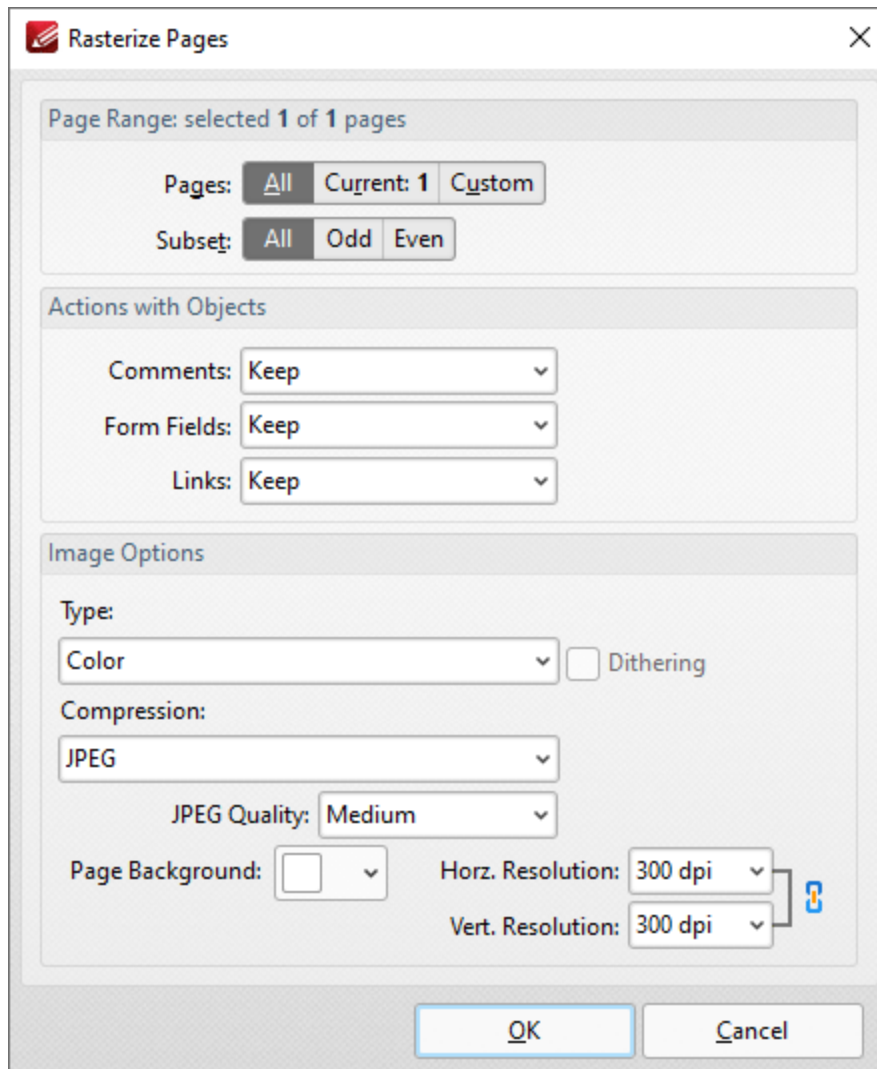 Rasterize Pages
Page Range: selected 1 of 1 pages
Pages: All Current: 1 Custom
Subset: All Odd Even
Actions with Objects
Comments: Keep
Form Fields: Keep
Links: Keep
Image Options
Type:
Color Dithering
Compression:
JPEG
JPEG Quality: Medium
Page Background: Horz. Resolution: 300 dpi
Vert. Resolution: 300 dpi
OK Cancel